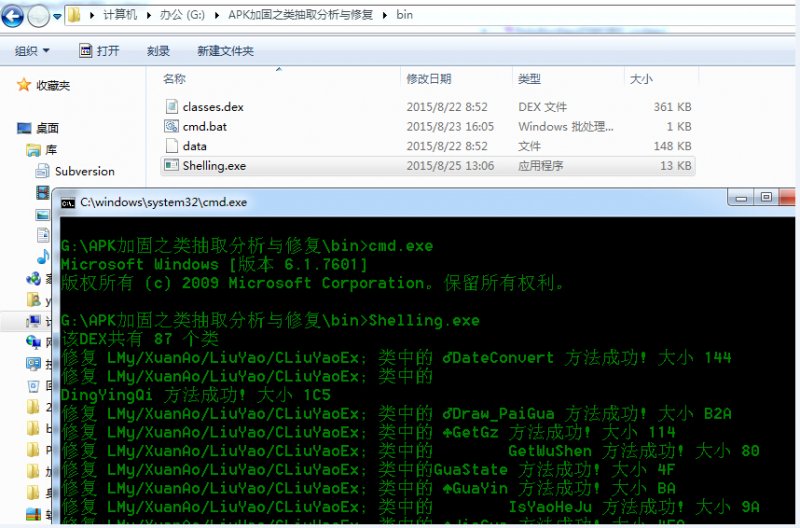 计算机 ▸ 办公 (G:) ▸ APK加固之类抽取分析与修复 ▸ bin
组织 打开 刻录 新建文件夹
收藏夹
桌面
库
Subversion
名称 修改日期 类型 大小
classes.dex 2015/8/22 8:52 DEX 文件 361 KB
cmd.bat 2015/8/23 16:05 Windows 批处理... 1 KB
data 2015/8/22 8:52 文件 148 KB
Shelling.exe 2015/8/25 13:06 应用程序 13 KB
C:\windows\system32\cmd.exe
G:\APK加固之类抽取分析与修复\bin>cmd.exe
Microsoft Windows [版本 6.1.7601]
版权所有 (c) 2009 Microsoft Corporation。保留所有权利。
G:\APK加固之类抽取分析与修复\bin>Shelling.exe
该DEX共有 87 个类
修复 LMy/XuanAo/LiuYao/CLiuYaoEx; 类中的 ♂DateConvert 方法成功! 大小 144
修复 LMy/XuanAo/LiuYao/CLiuYaoEx; 类中的
DingYingQi 方法成功! 大小 1C5
修复 LMy/XuanAo/LiuYao/CLiuYaoEx; 类中的 ♂Draw_PaiGua 方法成功! 大小 B2A
修复 LMy/XuanAo/LiuYao/CLiuYaoEx; 类中的 ♣GetGz 方法成功! 大小 114
修复 LMy/XuanAo/LiuYao/CLiuYaoEx; 类中的 GetWuShen 方法成功! 大小 80
修复 LMy/XuanAo/LiuYao/CLiuYaoEx; 类中的GuaState 方法成功! 大小 4F
修复 LMy/XuanAo/LiuYao/CLiuYaoEx; 类中的 ♠GuaYin 方法成功! 大小 BA
修复 LMy/XuanAo/LiuYao/CLiuYaoEx; 类中的 IsYaoHeJu 方法成功! 大小 9A